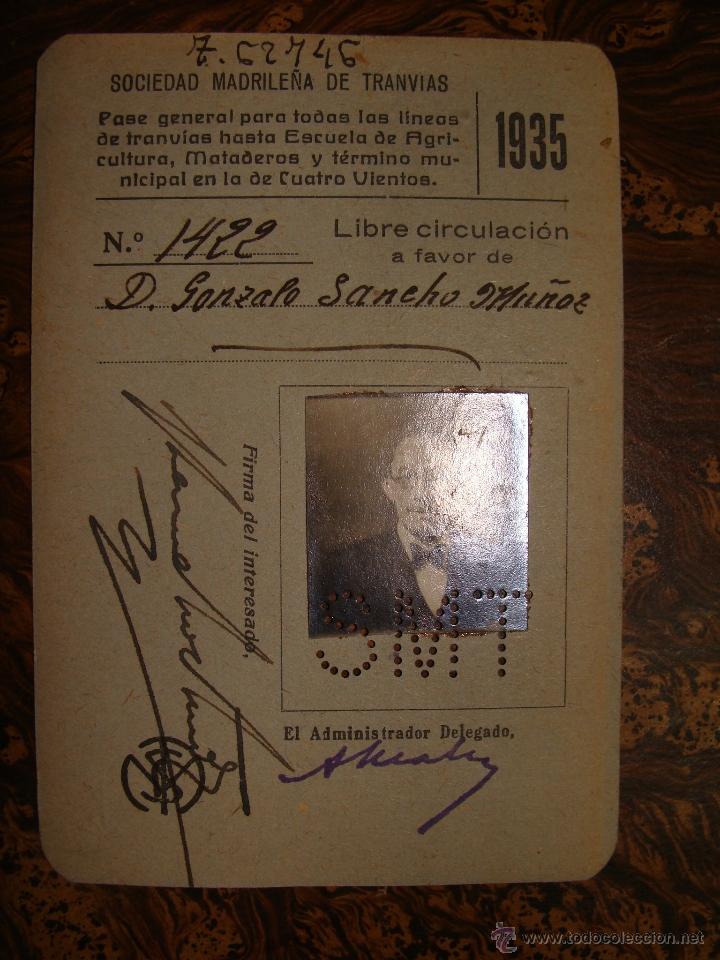 7.62746
SOCIEDAD MADRILEÑA DE TRANVIAS
Pase general para todas las líneas
de tranvías hasta Escuela de Agri-
cultura, Mataderos y término mu-
nicipal en la de Cuatro Vientos.
1935
N.º 1422
Libre circulación
a favor de
D. Gonzalo Sancho Muñoz
Firma del interesado,
SMT
El Administrador Delegado,
todocoleccion
www.todocoleccion.net